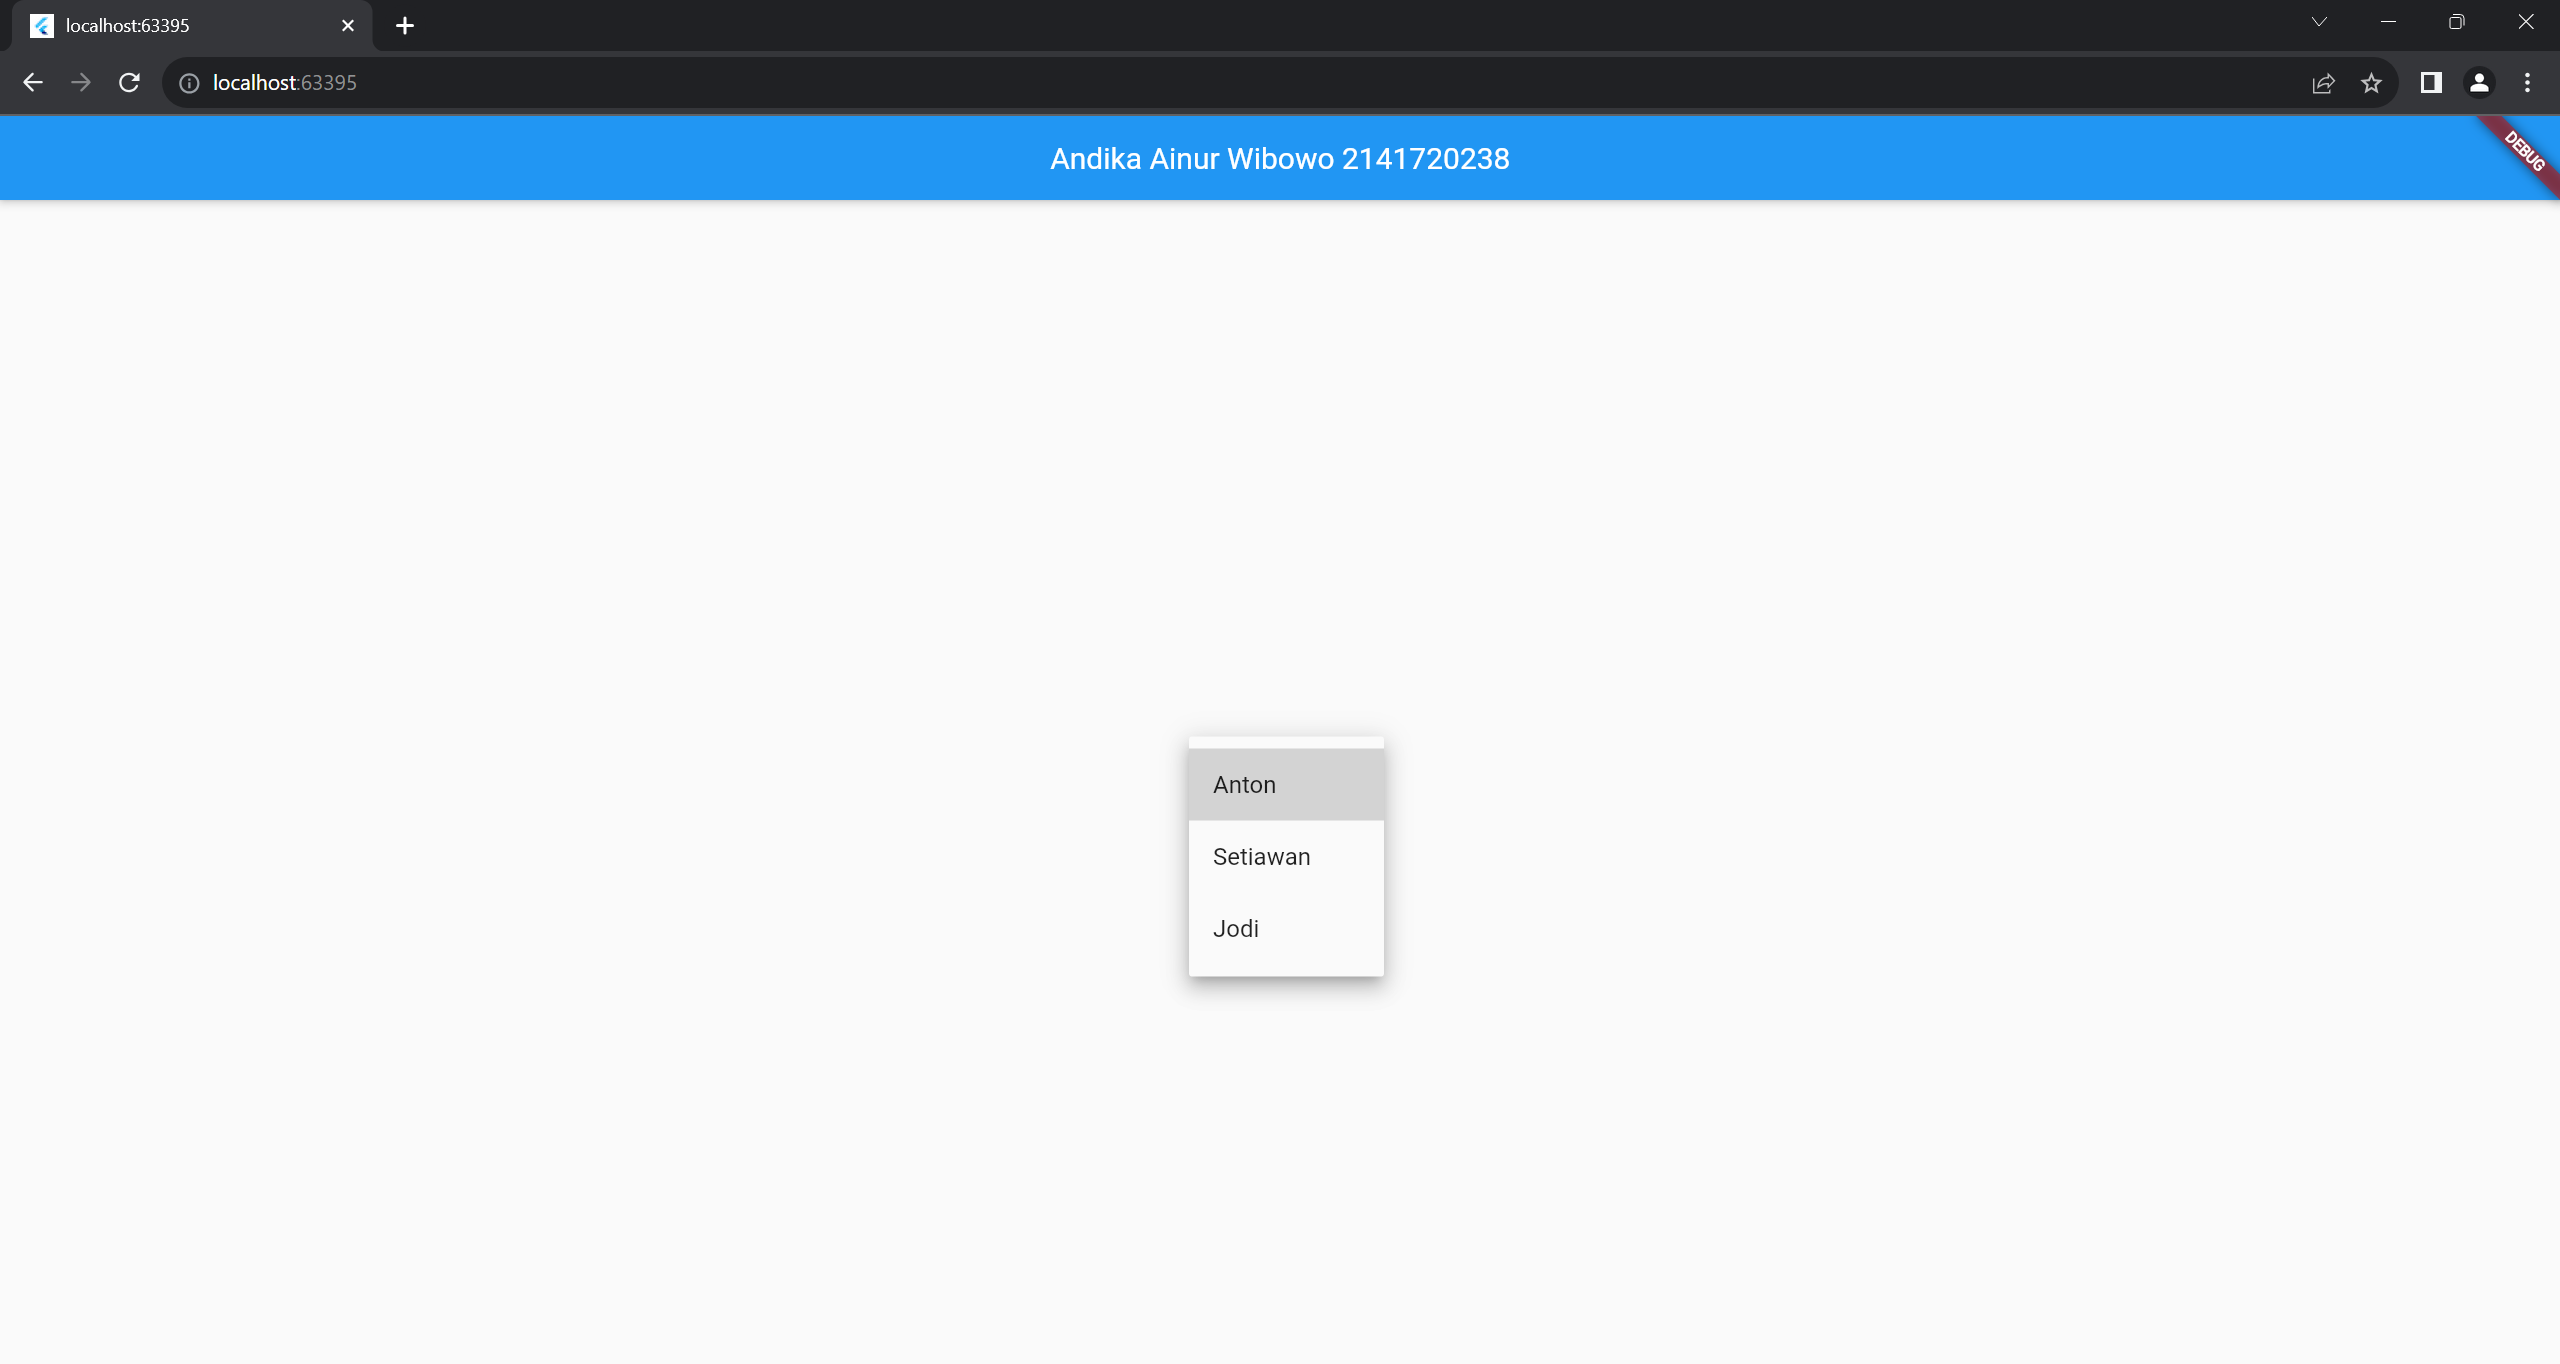 localhost:63395
localhost:63395
Andika Ainur Wibowo 2141720238
DEBUG
Anton
Setiawan
Jodi